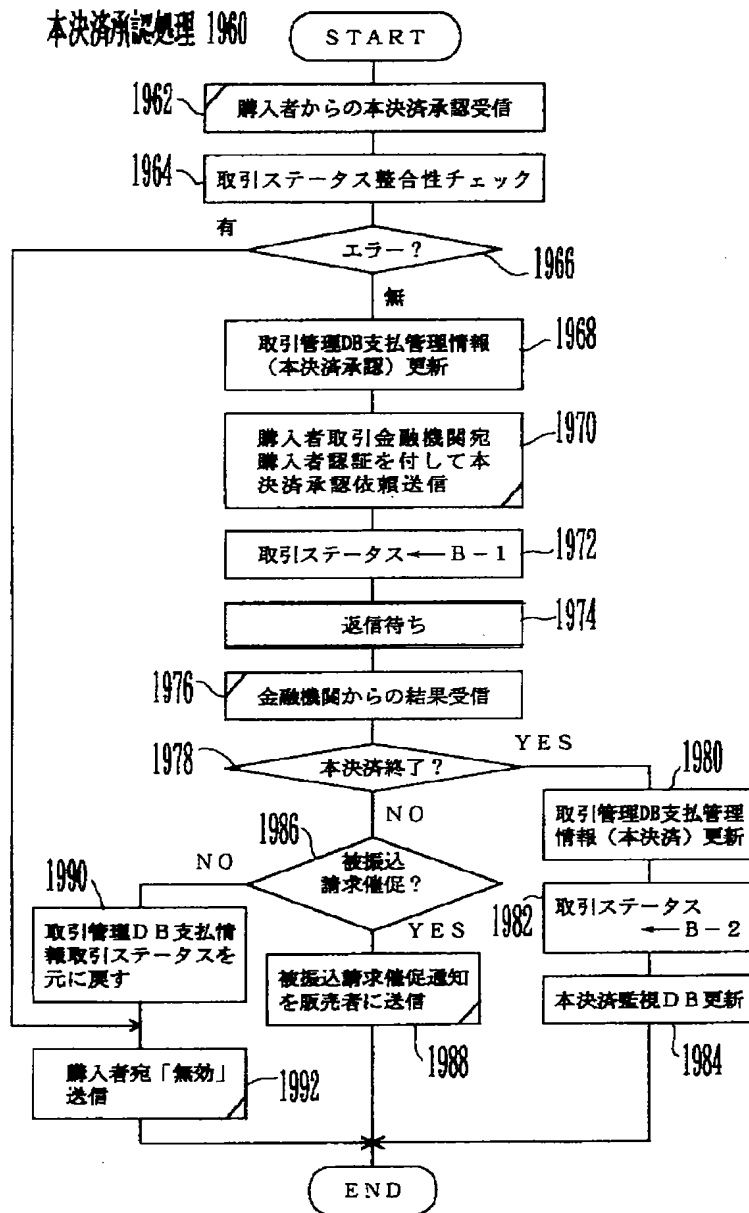 本決済承認処理 1960
START
1962
購入者からの本決済承認受信
1964
取引ステータス整合性チェック
有
エラー?
1966
無
取引管理DB支払管理情報
(本決済承認)更新
1968
購入者取引金融機関宛
購入者認証を付して本
決済承認依頼送信
1970
取引ステータス←B-1
1972
返信待ち
1974
1976
金融機関からの結果受信
1978
本決済終了?
YES
NO
1980
取引管理DB支払管理
情報(本決済)更新
1982
取引ステータス
←B-2
本決済監視DB更新
1984
1986
被振込
請求催促?
NO
YES
1990
取引管理DB支払情
報取引ステータスを
元に戻す
被振込請求催促通知
を販売者に送信
1988
購入者宛「無効」
送信
1992
END